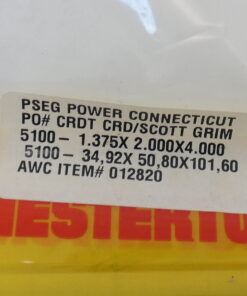 PSEG POWER CONNECTICUT
PO# CRDT CRD/SCOTT GRIM
5100- 1.375X 2.000X4.000
5100- 34,92X 50,80X101,60
AWC ITEM# 012820
HESTERTO